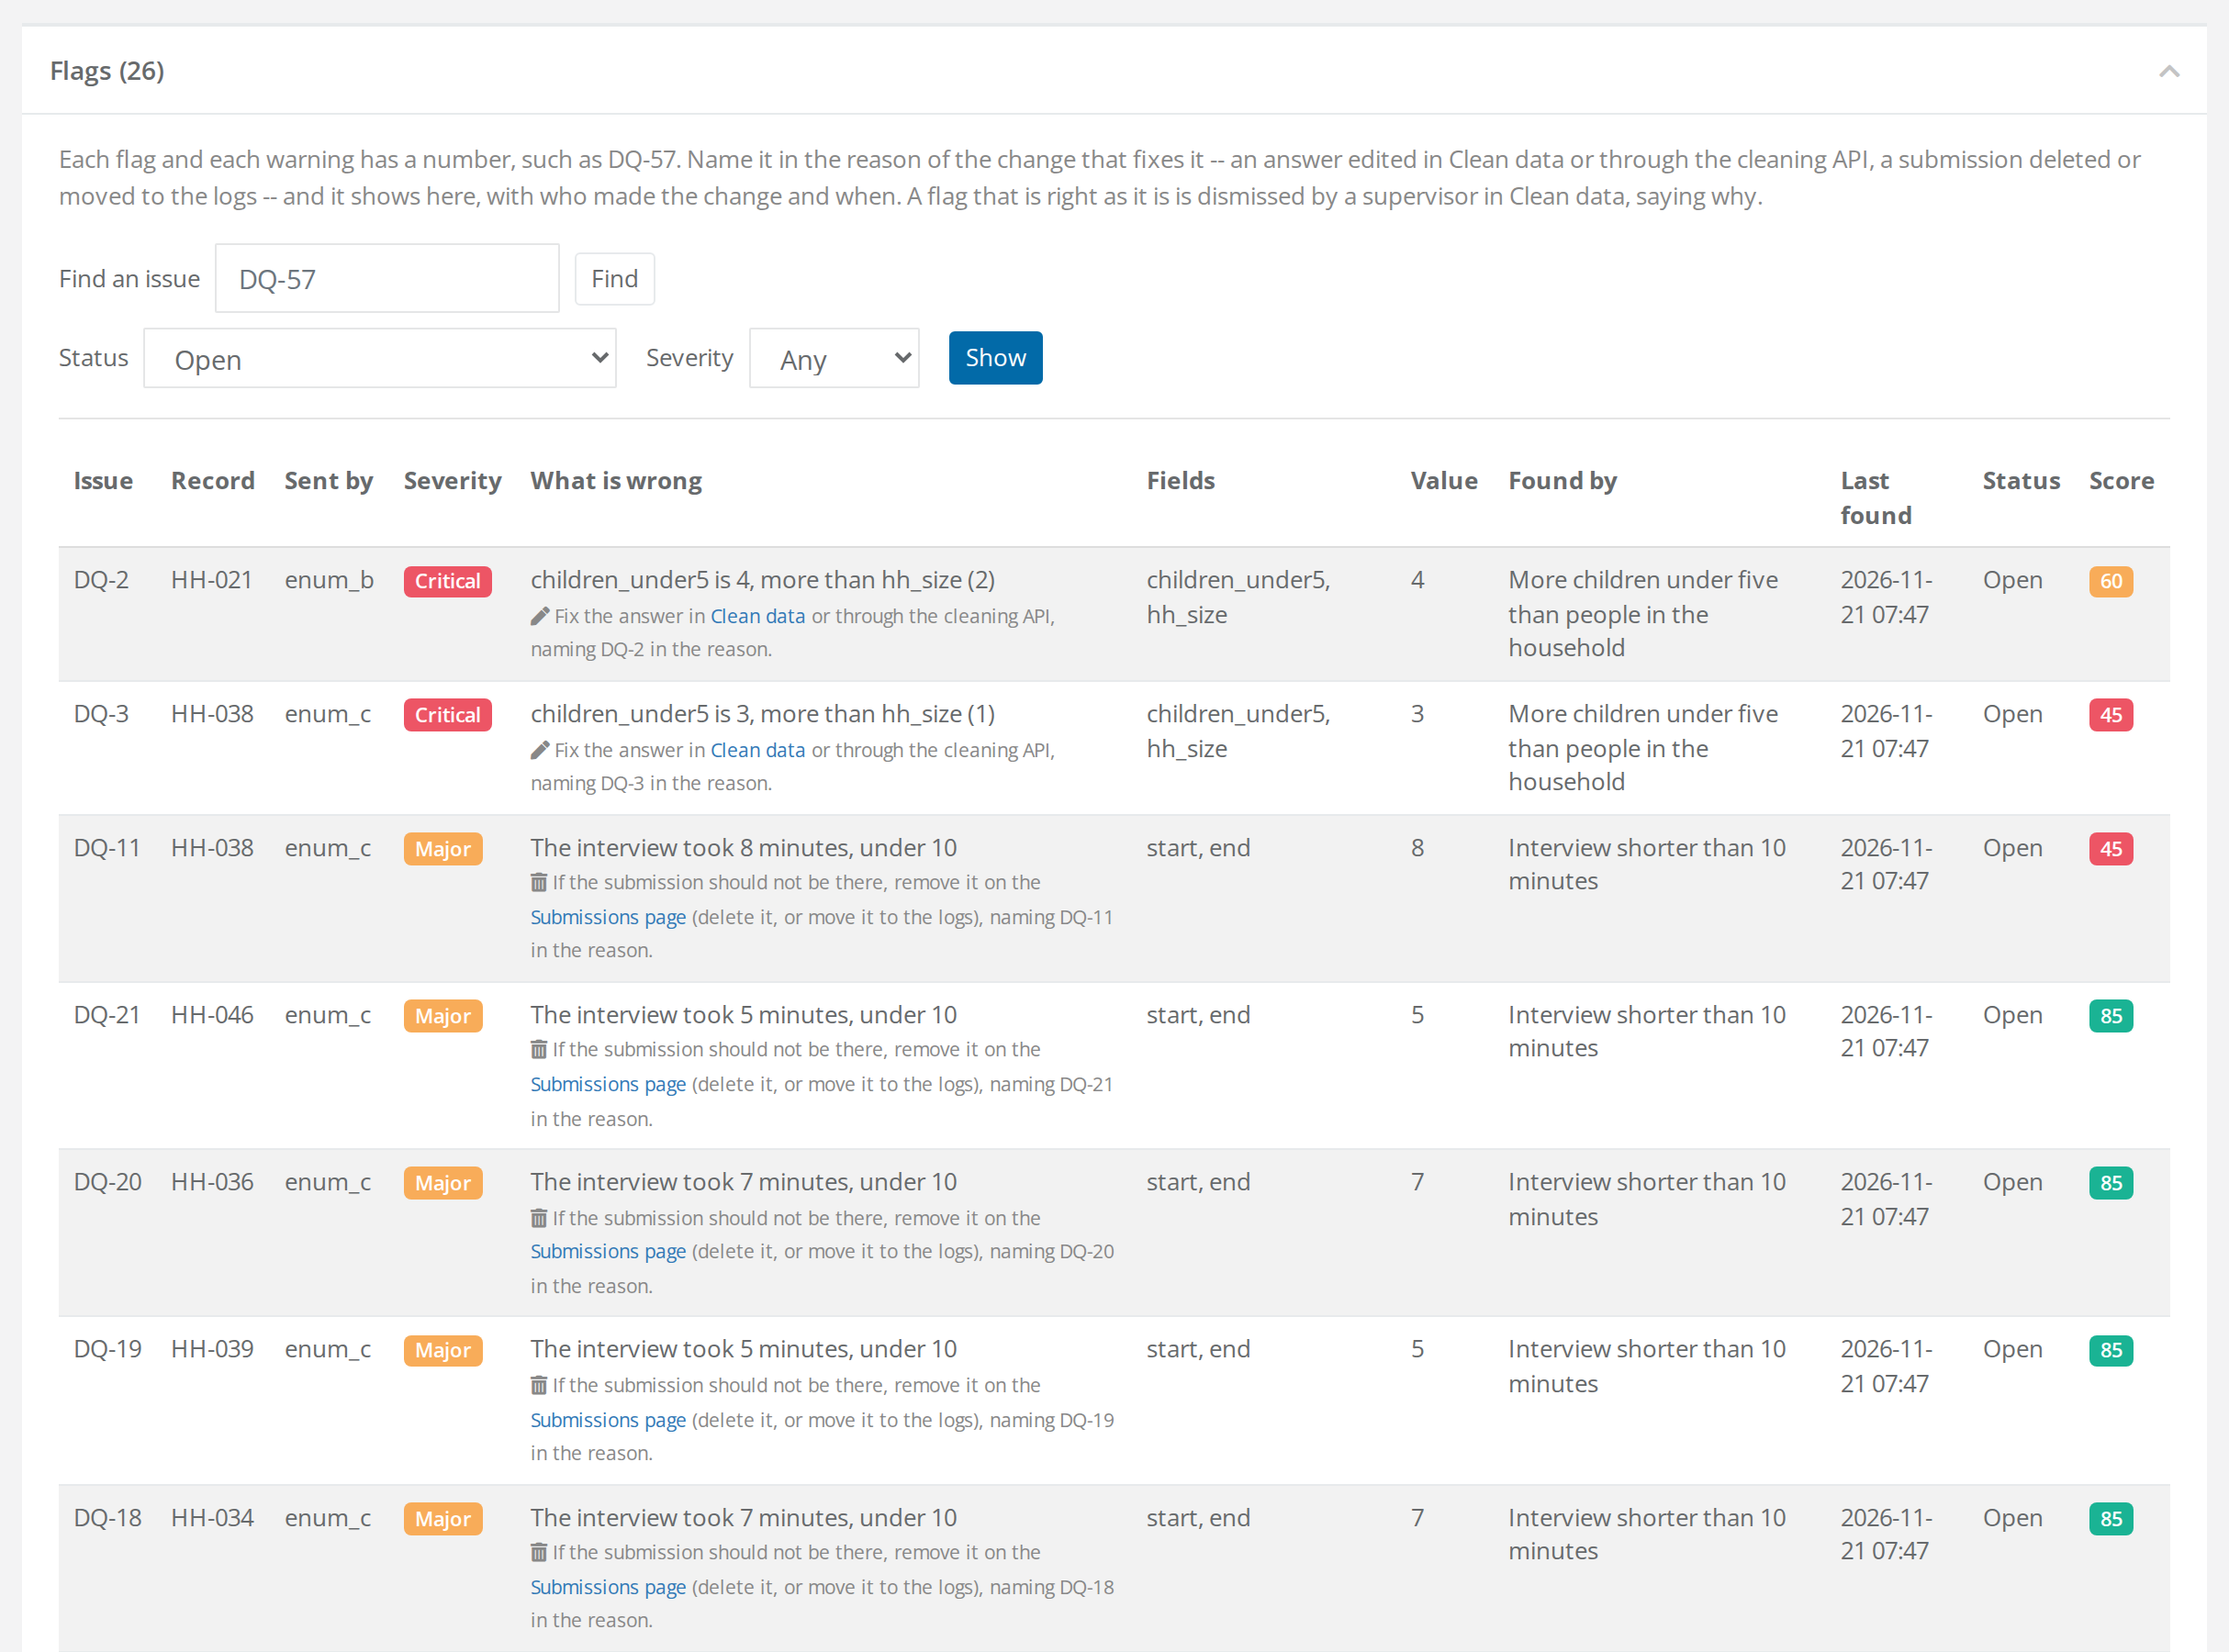 Flags (26)
Each flag and each warning has a number, such as DQ-57. Name it in the reason of the change that fixes it -- an answer edited in Clean data or through the cleaning API, a submission deleted or
moved to the logs -- and it shows here, with who made the change and when. A flag that is right as it is is dismissed by a supervisor in Clean data, saying why.
Find an issue DQ-57 Find
Status Open Severity Any Show
Issue Record Sent by Severity What is wrong Fields Value Found by Last Status Score
found
DQ-2 HH-021 enum_b Critical children_under5 is 4, more than hh_size (2) children_under5, 4 More children under five 2026-11- Open 60
Fix the answer in Clean data or through the cleaning API, hh_size than people in the 21 07:47
naming DQ-2 in the reason. household
DQ-3 HH-038 enum_c Critical children_under5 is 3, more than hh_size (1) children_under5, 3 More children under five 2026-11- Open 45
Fix the answer in Clean data or through the cleaning API, hh_size than people in the 21 07:47
naming DQ-3 in the reason. household
DQ-11 HH-038 enum_c Major The interview took 8 minutes, under 10 start, end 8 Interview shorter than 10 2026-11- Open 45
If the submission should not be there, remove it on the minutes 21 07:47
Submissions page (delete it, or move it to the logs), naming DQ-11
in the reason.
DQ-21 HH-046 enum_c Major The interview took 5 minutes, under 10 start, end 5 Interview shorter than 10 2026-11- Open 85
If the submission should not be there, remove it on the minutes 21 07:47
Submissions page (delete it, or move it to the logs), naming DQ-21
in the reason.
DQ-20 HH-036 enum_c Major The interview took 7 minutes, under 10 start, end 7 Interview shorter than 10 2026-11- Open 85
If the submission should not be there, remove it on the minutes 21 07:47
Submissions page (delete it, or move it to the logs), naming DQ-20
in the reason.
DQ-19 HH-039 enum_c Major The interview took 5 minutes, under 10 start, end 5 Interview shorter than 10 2026-11- Open 85
If the submission should not be there, remove it on the minutes 21 07:47
Submissions page (delete it, or move it to the logs), naming DQ-19
in the reason.
DQ-18 HH-034 enum_c Major The interview took 7 minutes, under 10 start, end 7 Interview shorter than 10 2026-11- Open 85
If the submission should not be there, remove it on the minutes 21 07:47
Submissions page (delete it, or move it to the logs), naming DQ-18
in the reason.